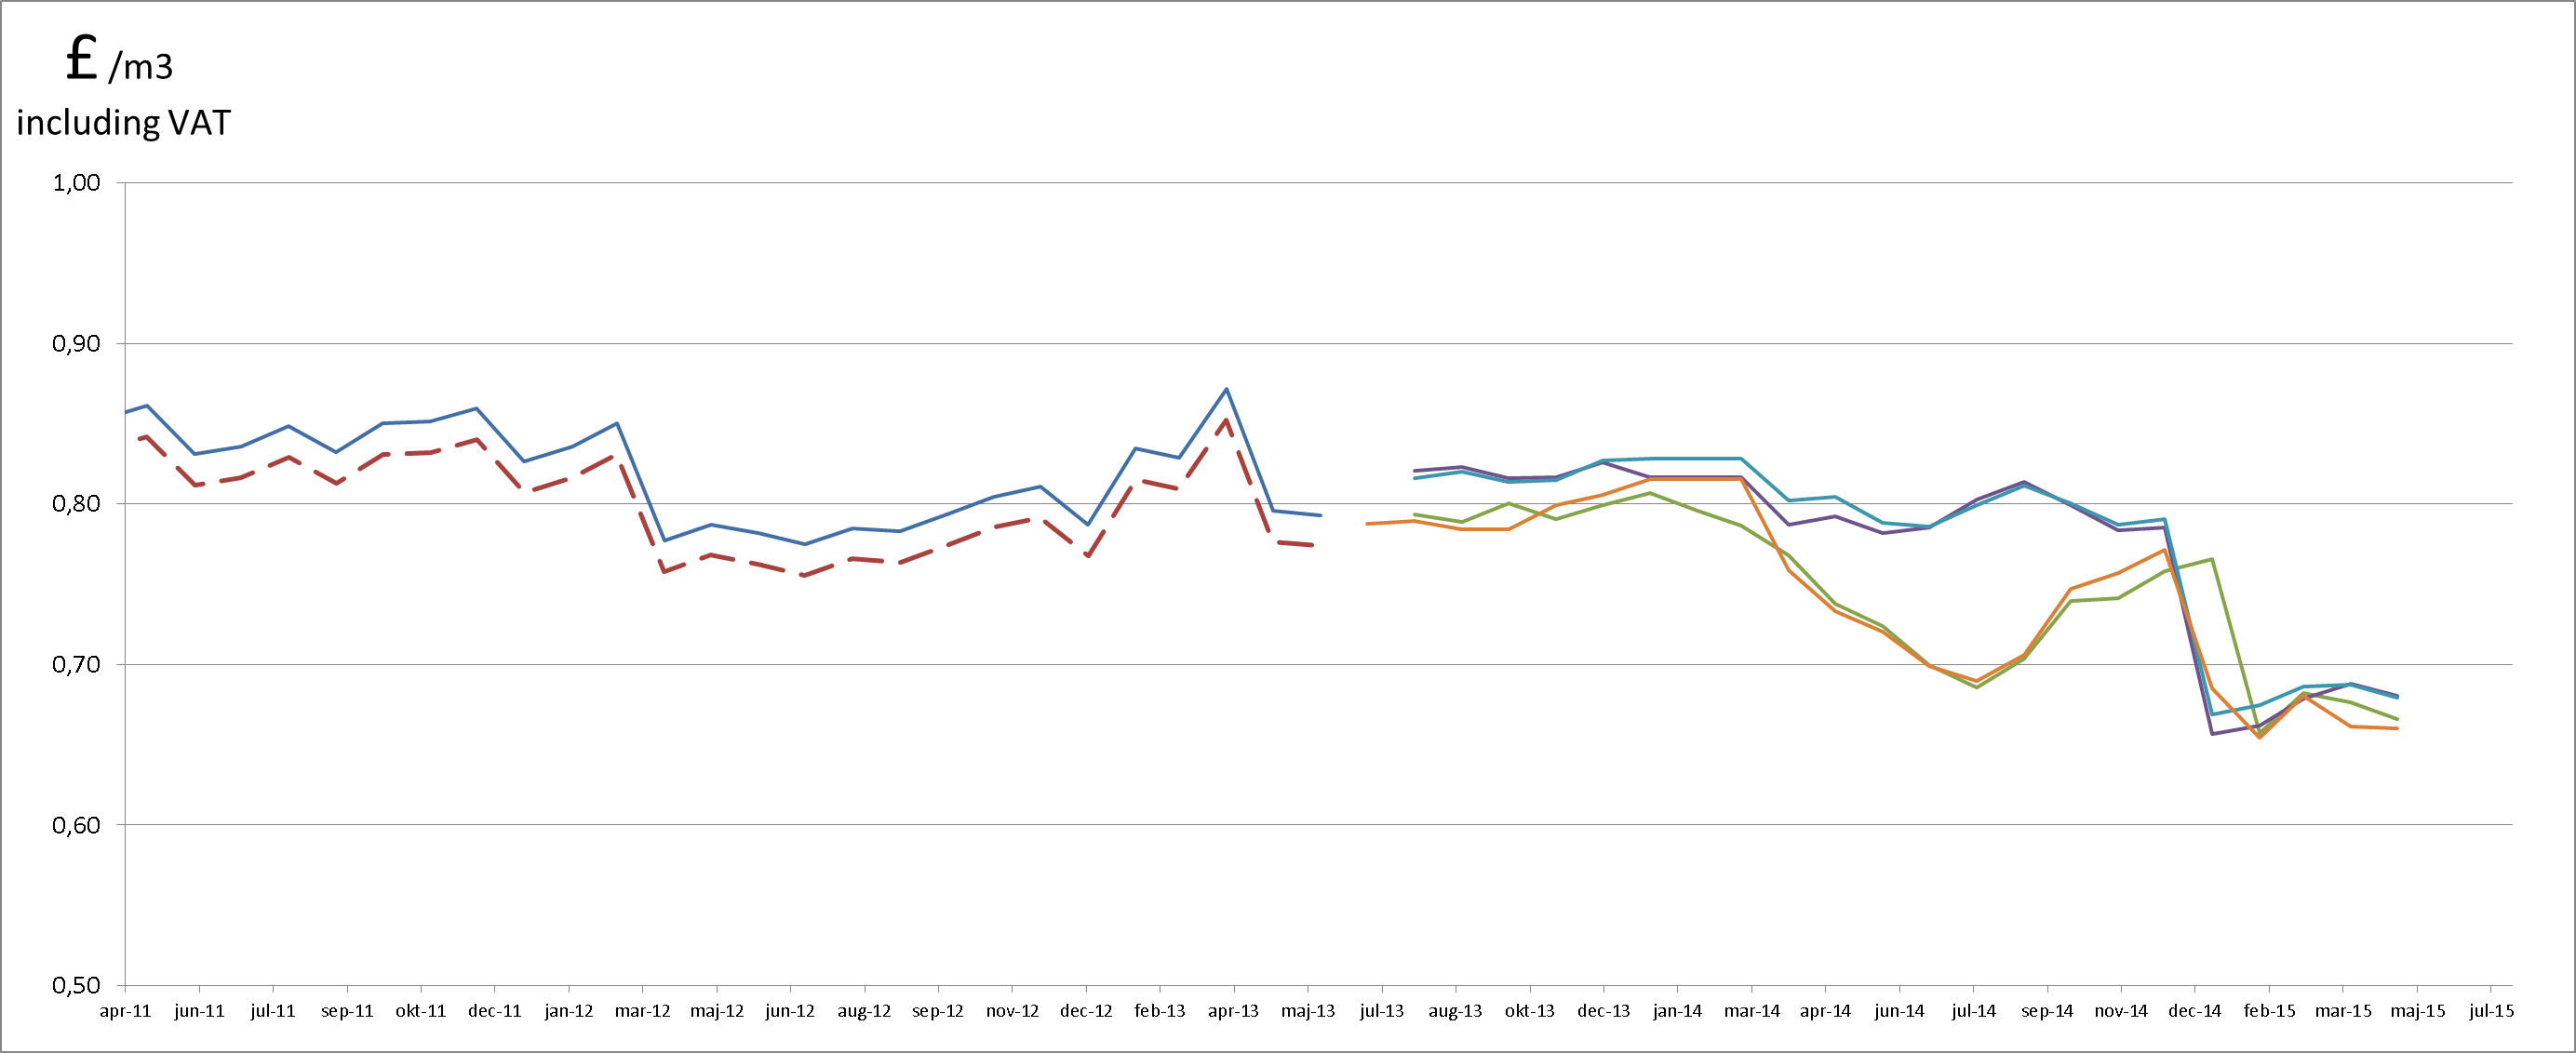 £ /m3
including VAT
1,00
0,90
0,80
0,70
0,60
0,50
apr-11 jun-11 jul-11 sep-11 okt-11 dec-11 jan-12 mar-12 maj-12 jun-12 aug-12 sep-12 nov-12 dec-12 feb-13 apr-13 maj-13 jul-13 aug-13 okt-13 dec-13 jan-14 mar-14 apr-14 jun-14 jul-14 sep-14 nov-14 dec-14 feb-15 mar-15 maj-15 jul-15